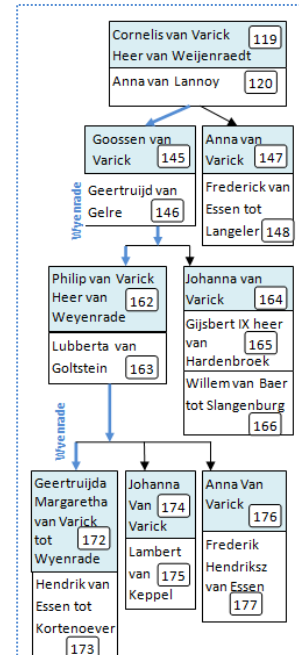 Cornelis van Varick 119
Heer van Weijenraedt
Anna van Lannoy 120
Goossen van
Varick 145
Geertruijd van
Gelre 146
Anna van
Varick 147
Frederick van
Essen tot
Langeler 148
Wyenrade
Philip van Varick
Heer van 162
Weyenrade
Lubberta van
Goltstein 163
Johanna van
Varick 164
Gijsbert IX heer
van 165
Hardenbroek
Willem van Baer
tot Slangenburg
166
Wyenrade
Geertruijda
Margaretha
van Varick
tot 172
Wyenrade
Hendrik van
Essen tot
Kortenoever
173
Johanna
Van 174
Varick
Lambert
van 175
Keppel
Anna Van
Varick 176
Frederik
Hendriksz
van Essen
177